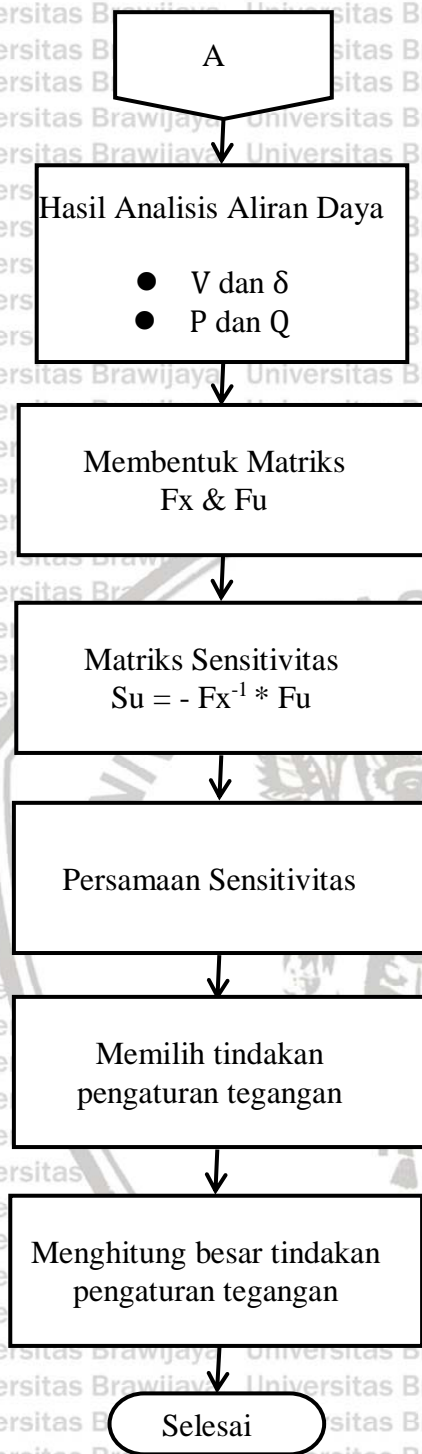 A
Hasil Analisis Aliran Daya
● V dan δ
● P dan Q
Membentuk Matriks
Fx & Fu
Matriks Sensitivitas
Su = - Fx⁻¹ * Fu
Persamaan Sensitivitas
Memilih tindakan
pengaturan tegangan
Menghitung besar tindakan
pengaturan tegangan
Selesai